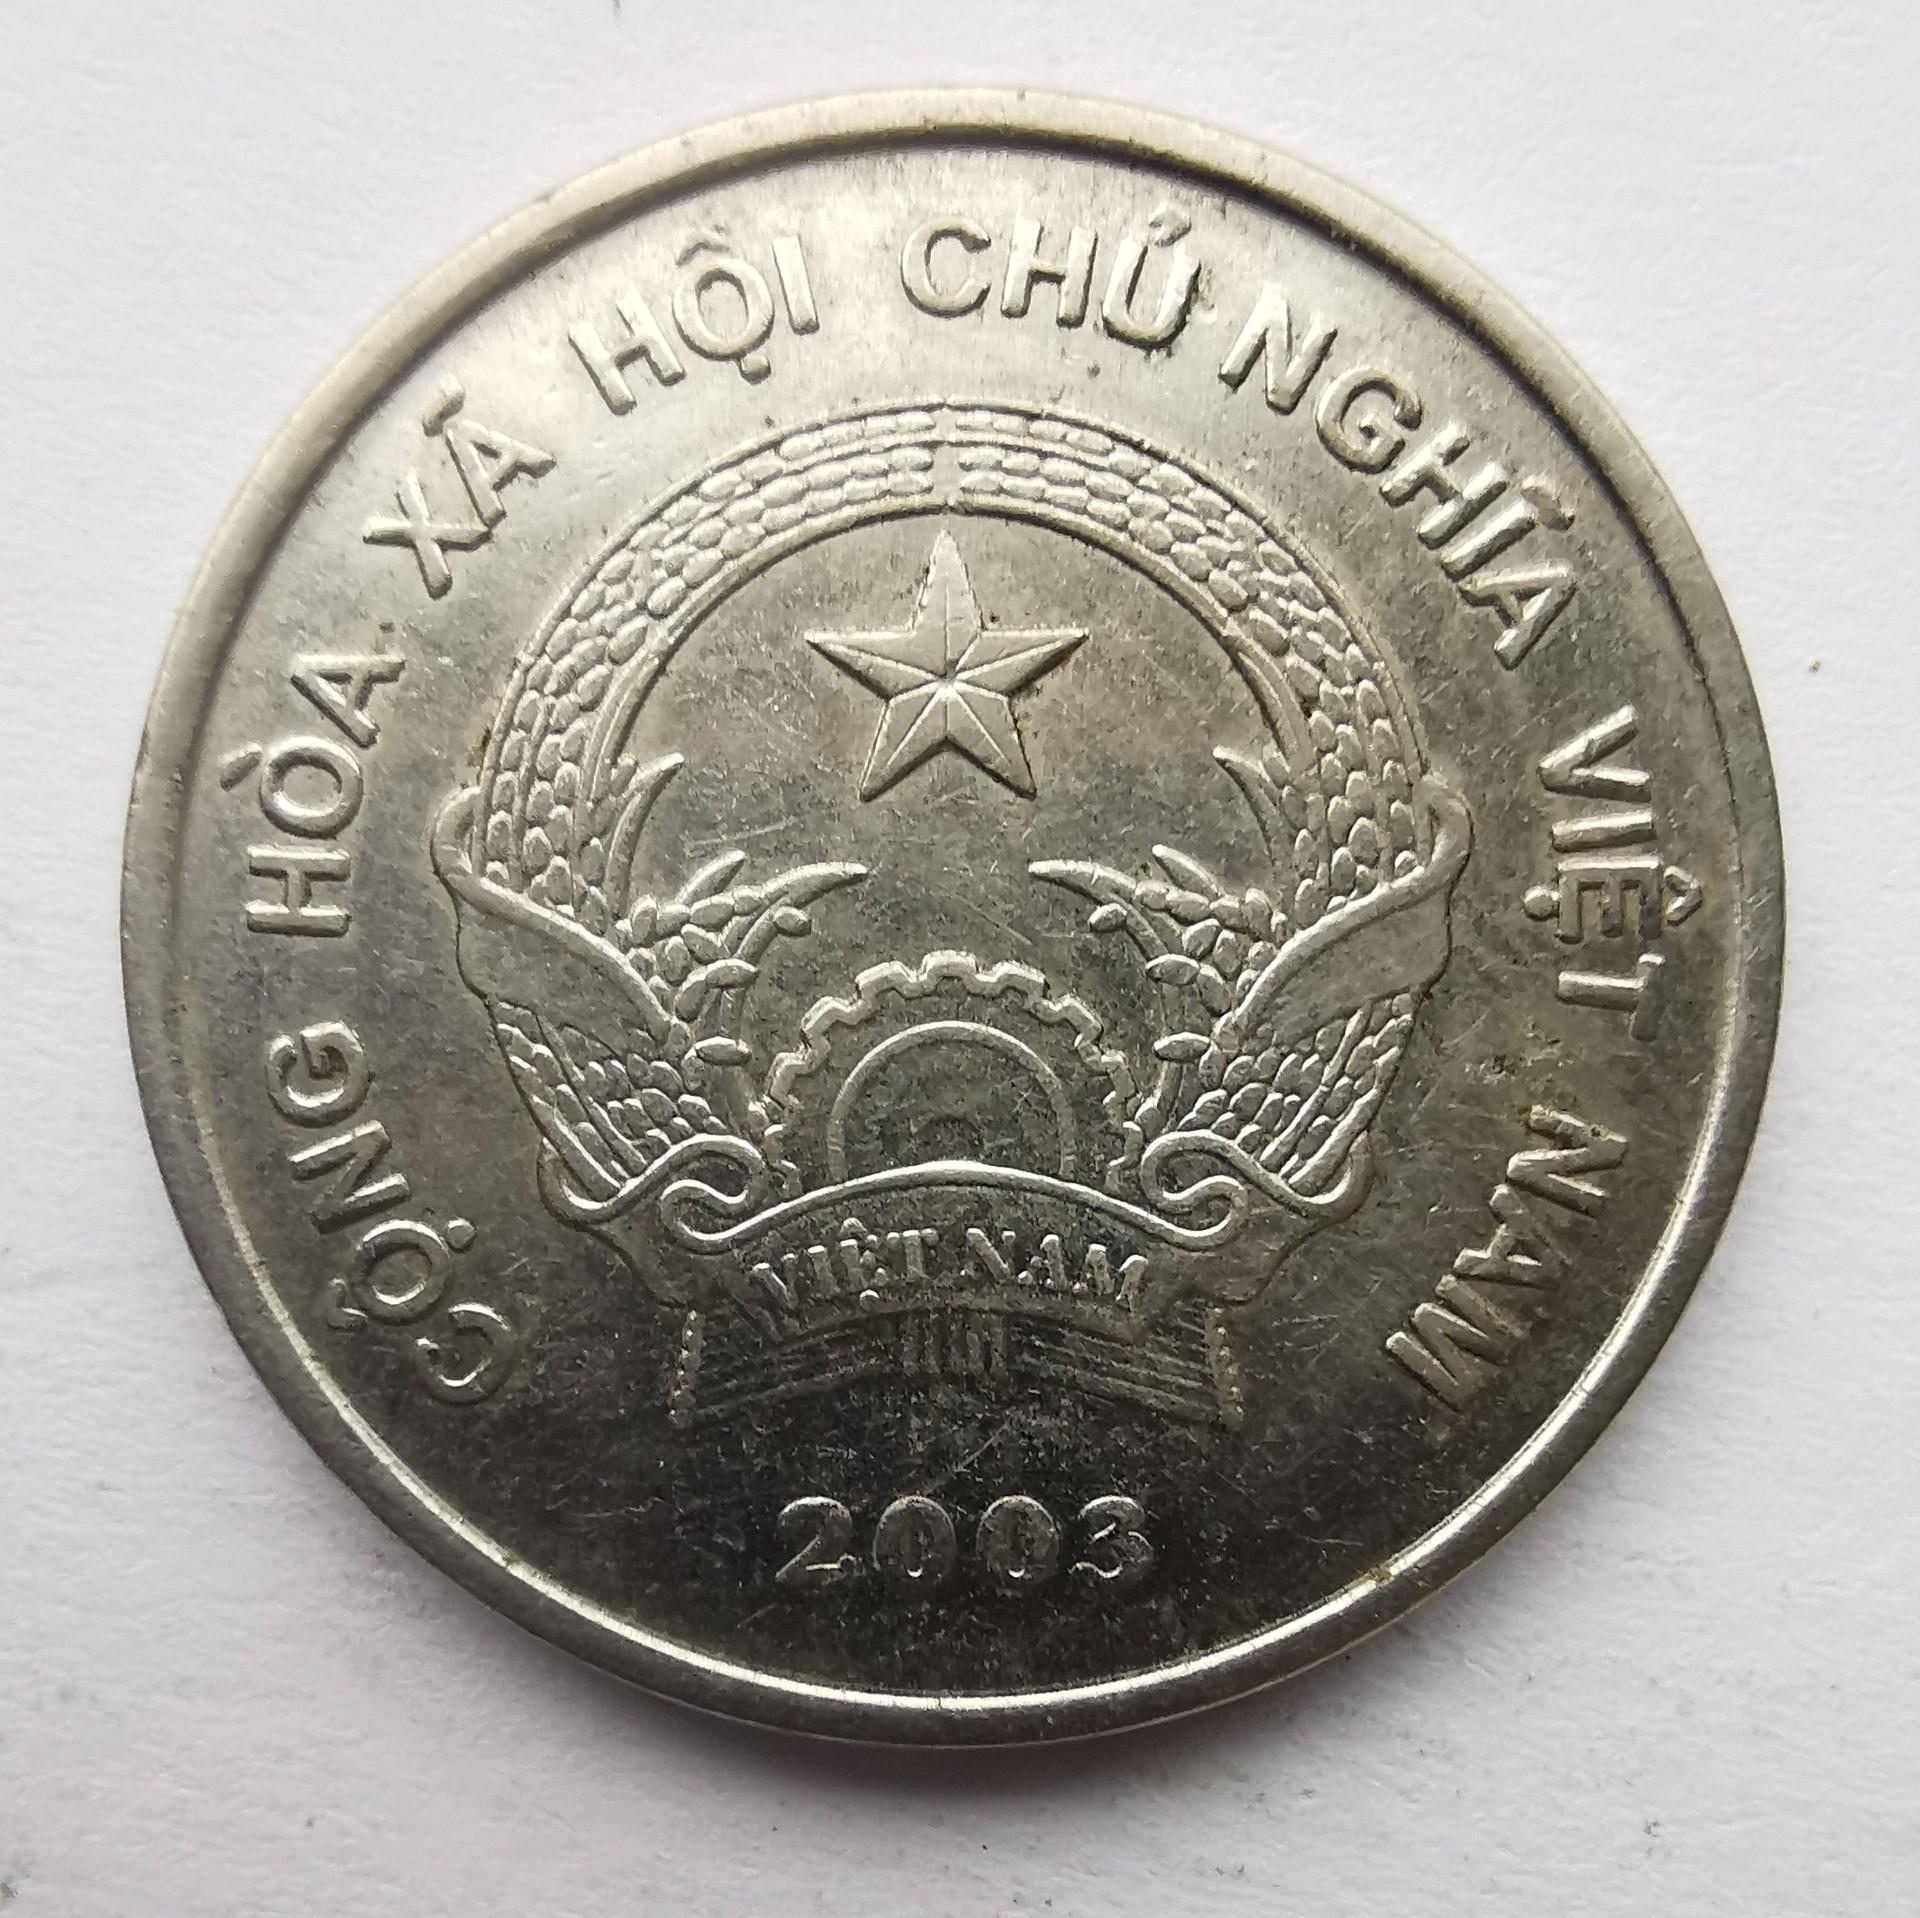 CỘNG HÒA XÃ HỘI CHỦ NGHĨA VIỆT NAM
VIỆT NAM
2003